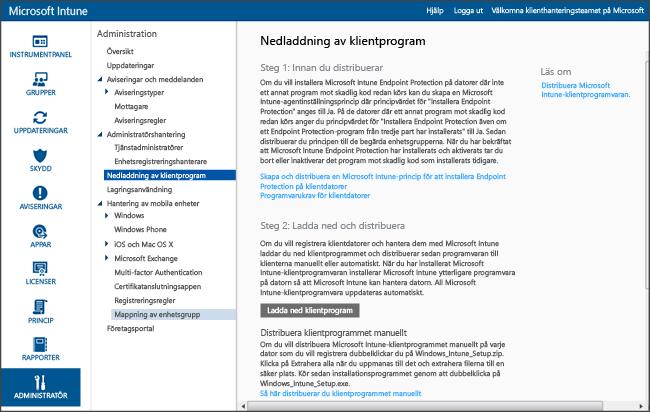 Microsoft Intune
Hjälp
Logga ut
Välkomna klienthanteringsteamet på Microsoft
INSTRUMENTPANEL
GRUPPER
UPPDATERINGAR
SKYDD
AVISERINGAR
APPAR
LICENSER
PRINCIP
RAPPORTER
ADMINISTRATÖR
Administration
Översikt
Uppdateringar
Aviseringar och meddelanden
Aviseringstyper
Mottagare
Aviseringsregler
Administratörshantering
Tjänstadministratörer
Enhetsregistreringshanterare
Nedladdning av klientprogram
Lagringsanvändning
Hantering av mobila enheter
Windows
Windows Phone
iOS och Mac OS X
Microsoft Exchange
Multi-factor Authentication
Certifikatanslutningsappen
Registreringsregler
Mappning av enhetsgrupp
Företagsportal
Nedladdning av klientprogram
Steg 1: Innan du distribuerar
Om du vill installera Microsoft Intune Endpoint Protection på datorer där inte
ett annat program mot skadlig kod redan körs kan du skapa en Microsoft
Intune-agentinställningsprincip där principvärdet för "Installera Endpoint
Protection" anges till Ja. På de datorer där ett annat program mot skadlig kod
redan körs anger du principvärdet för "Installera Endpoint Protection även om
ett Endpoint Protection-program från tredje part har installerats" till Ja. Sedan
distribuerar du principen till de begärda enhetsgrupperna. När du har bekräftat
att Microsoft Intune Endpoint Protection har installerats och aktiverats tar du
bort eller inaktiverar det program mot skadlig kod som installerats tidigare.
Skapa och distribuera en Microsoft Intune-princip för att installera Endpoint
Protection på klientdatorer
Programvarukrav för klientdatorer
Steg 2: Ladda ned och distribuera
Om du vill registrera klientdatorer och hantera dem med Microsoft Intune
laddar du ned klientprogrammet och distribuerar sedan programvaran till
klienterna manuellt eller automatiskt. När du har installerat Microsoft
Intune-klientprogramvaran installerar Microsoft Intune ytterligare programvara
på datorn så att Microsoft Intune kan hantera datorn. All Microsoft
Intune-klientprogramvara uppdateras automatiskt.
Ladda ned klientprogram
Distribuera klientprogrammet manuellt
Om du vill distribuera Microsoft Intune-klientprogrammet manuellt på varje
dator som du vill registrera dubbelklickar du på Windows_Intune_Setup.zip.
Klicka på Extrahera alla när du uppmanas till det och extrahera filerna till en
säker plats. Kör sedan installationsprogrammet genom att dubbelklicka på
Windows_Intune_Setup.exe.
Så här distribuerar du klientprogrammet manuellt
Läs om
Distribuera Microsoft
Intune-klientprogramvaran.